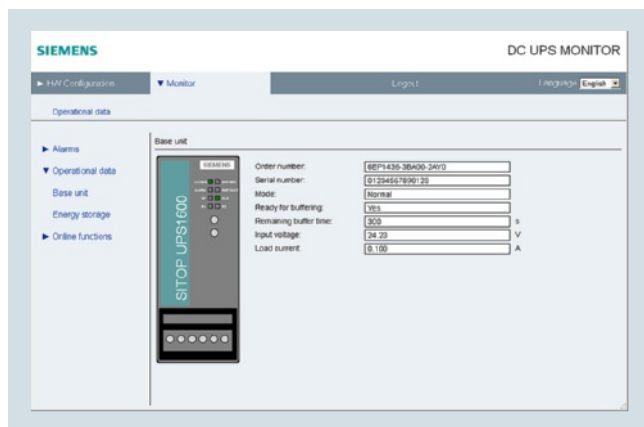 SIEMENS
DC UPS MONITOR
► HW Configuration
▼ Monitor
Logout
Language English
Operational data
► Alarms
▼ Operational data
Base unit
Energy storage
► Online functions
Base unit
SIEMENS
SITOP UPS1600
Order number: 6EP1436-3BA00-2AY0
Serial number: 01234567890123
Mode: Normal
Ready for buffering: Yes
Remaining buffer time: 300 s
Input voltage: 24.23 V
Load current: 0.100 A